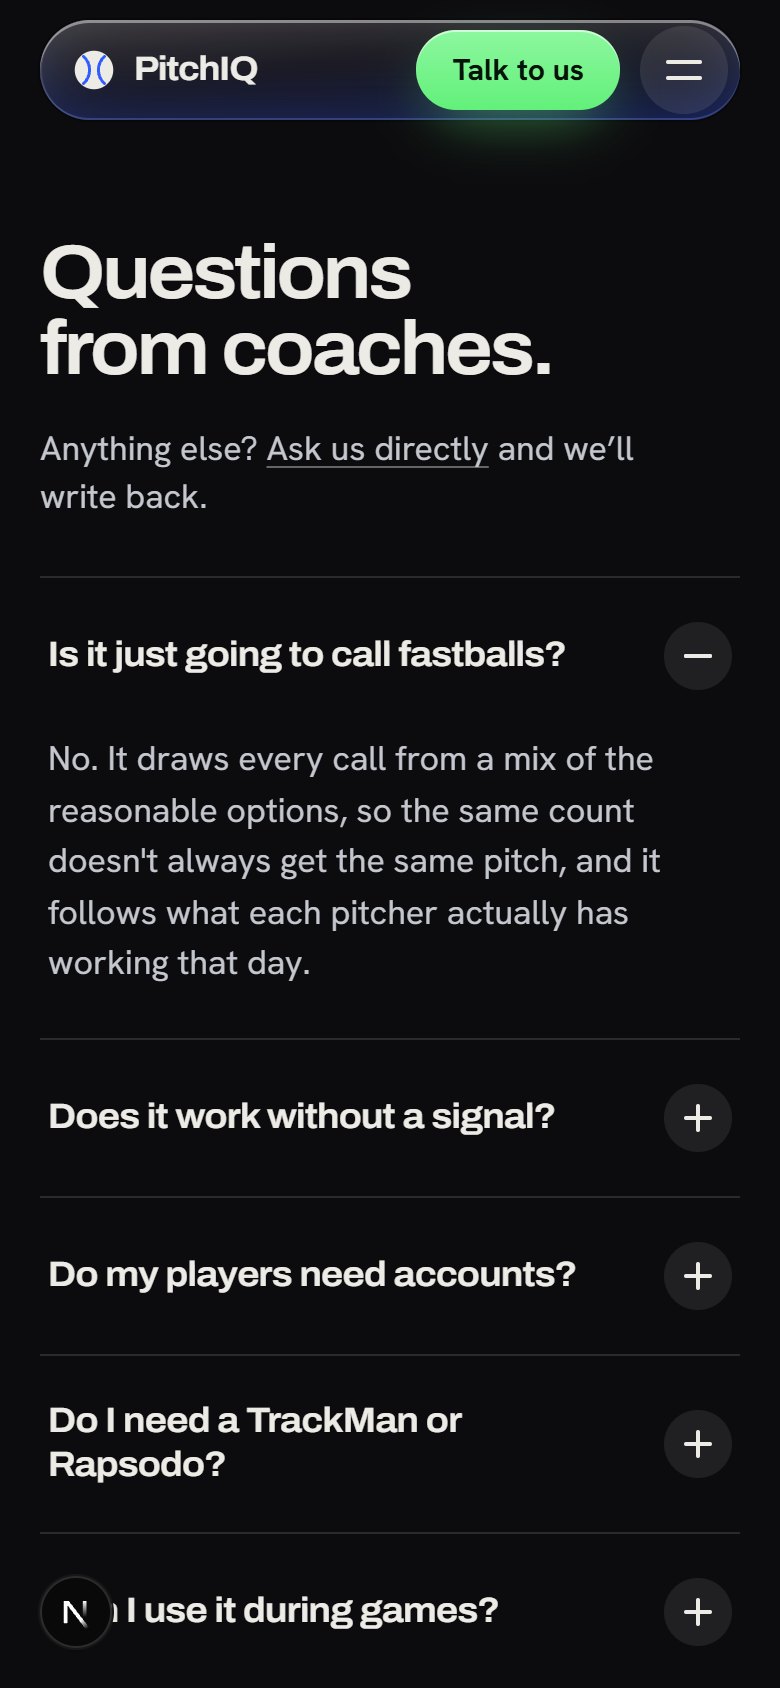 PitchIQ
Talk to us
Questions
from coaches.
Anything else? Ask us directly and we’ll
write back.
Is it just going to call fastballs?
No. It draws every call from a mix of the
reasonable options, so the same count
doesn't always get the same pitch, and it
follows what each pitcher actually has
working that day.
Does it work without a signal?
Do my players need accounts?
Do I need a TrackMan or
Rapsodo?
N
I use it during games?